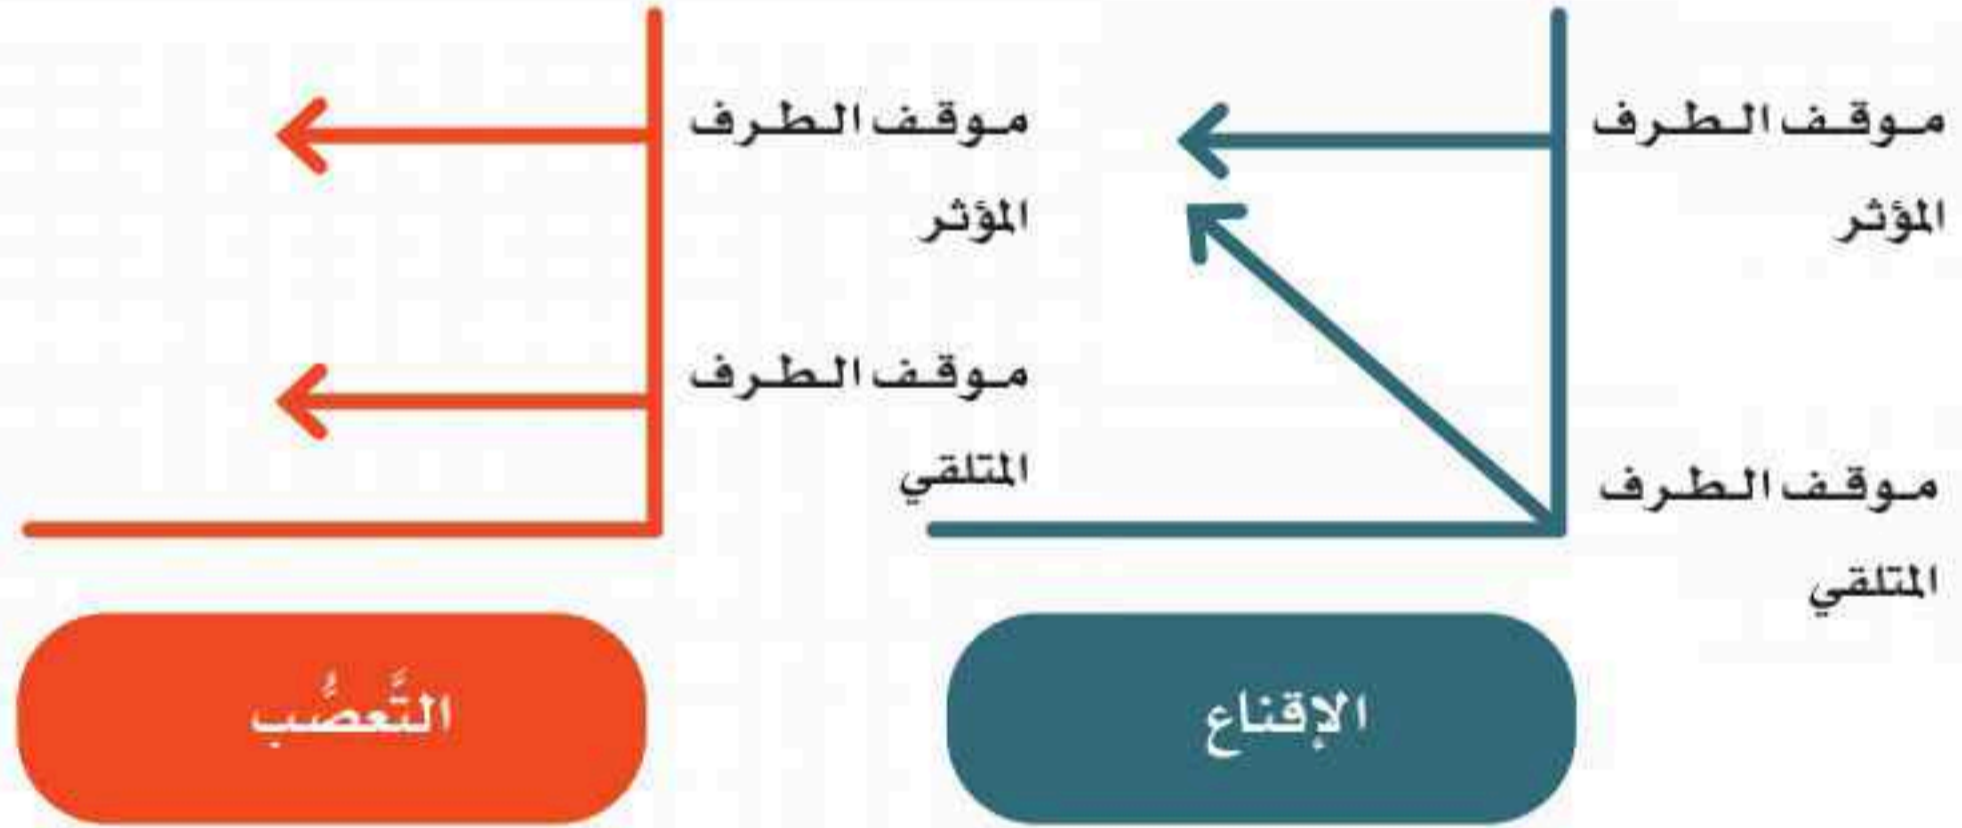 موقف الطرف
المؤثر
موقف الطرف
المتلقي
الإقناع
موقف الطرف
المؤثر
موقف الطرف
المتلقي
التَّعصُّب